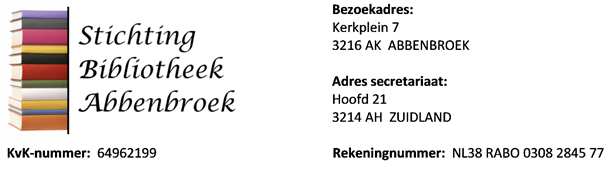 Stichting
Bibliotheek
Abbenbroek
Bezoekadres:
Kerkplein 7
3216 AK  ABBENBROEK
Adres secretariaat:
Hoofd 21
3214 AH  ZUIDLAND
KvK-nummer:  64962199
Rekeningnummer:  NL38 RABO 0308 2845 77